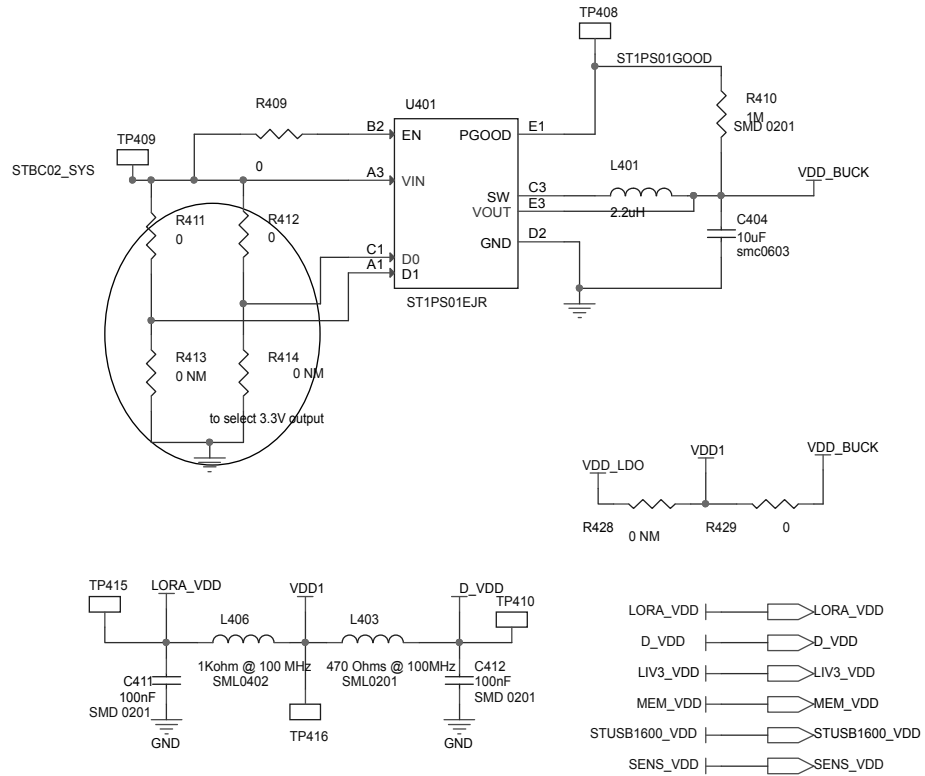 TP408
ST1PS01GOOD
R409
U401
R410
1M
SMD 0201
TP409
B2
EN
PGOOD
E1
STBC02_SYS
0
A3
VIN
L401
VDD_BUCK
SW
C3
VOUT
E3
2.2uH
R411
0
R412
0
C404
10uF
smc0603
GND
D2
C1
D0
A1
D1
ST1PS01EJR
R413
0 NM
R414
0 NM
to select 3.3V output
VDD_LDO
VDD1
VDD_BUCK
R428
0 NM
R429
0
TP415
LORA_VDD
VDD1
D_VDD
TP410
L406
L403
1Kohm @ 100 MHz
SML0402
470 Ohms @ 100MHz
SML0201
C411
100nF
SMD 0201
C412
100nF
SMD 0201
GND
TP416
GND
LORA_VDD
LORA_VDD
D_VDD
D_VDD
LIV3_VDD
LIV3_VDD
MEM_VDD
MEM_VDD
STUSB1600_VDD
STUSB1600_VDD
SENS_VDD
SENS_VDD